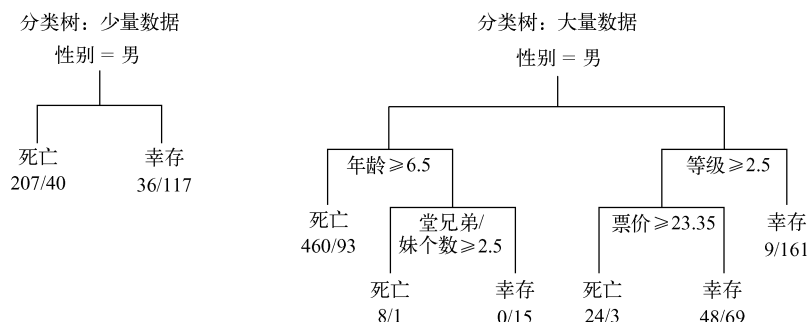 分类树：少量数据
性别 = 男
死亡
207/40
幸存
36/117
分类树：大量数据
性别 = 男
年龄≥6.5
等级≥2.5
死亡
460/93
堂兄弟/
妹个数≥2.5
票价≥23.35
幸存
9/161
死亡
8/1
幸存
0/15
死亡
24/3
幸存
48/69